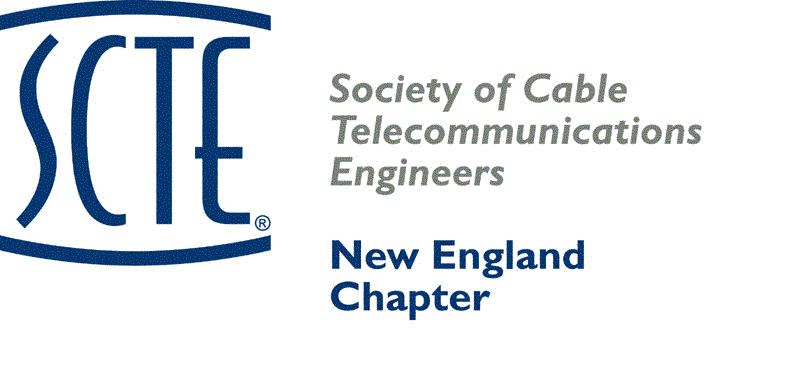 SCTE®
Society of Cable
Telecommunications
Engineers
New England
Chapter